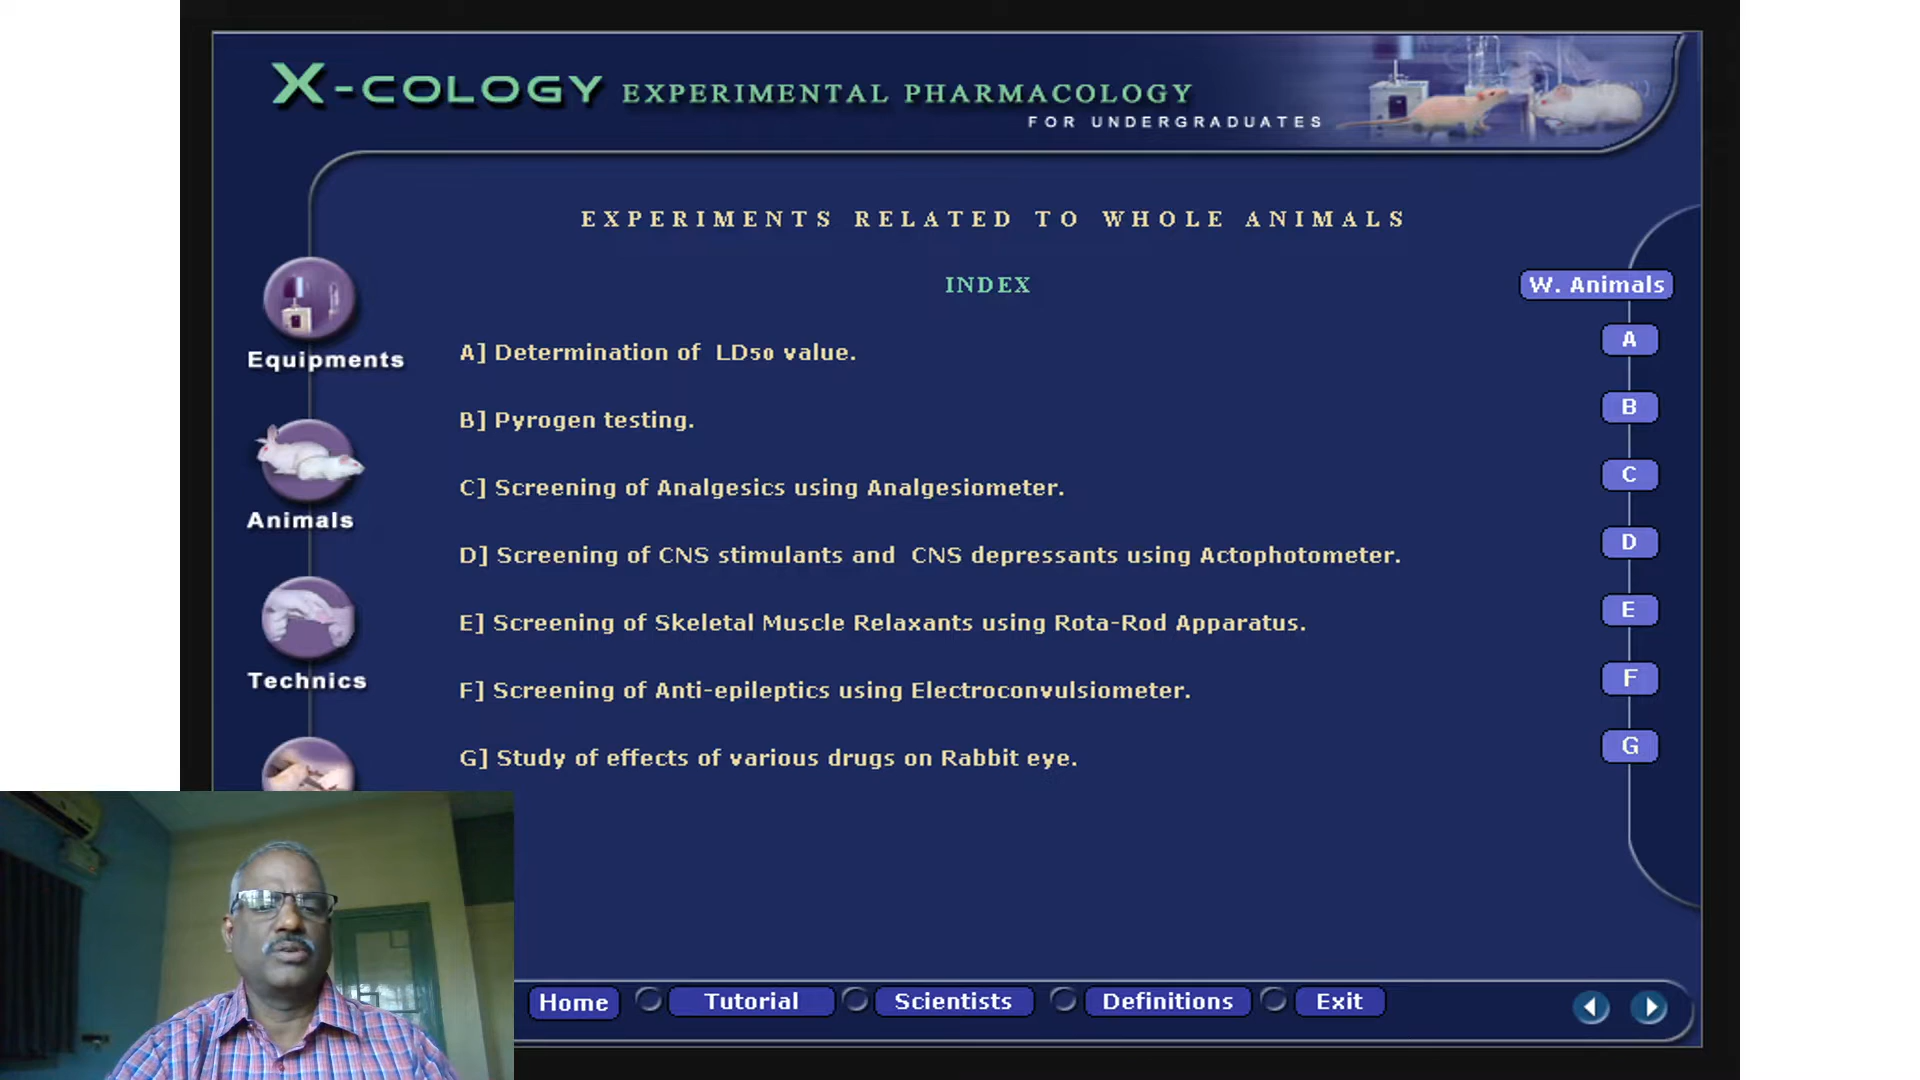 X-COLOGY EXPERIMENTAL PHARMACOLOGY
FOR UNDERGRADUATES
EXPERIMENTS RELATED TO WHOLE ANIMALS
INDEX
W. Animals
A] Determination of LD50 value.
A
Equipments
B] Pyrogen testing.
B
C] Screening of Analgesics using Analgesiometer.
C
Animals
D] Screening of CNS stimulants and CNS depressants using Actophotometer.
D
E] Screening of Skeletal Muscle Relaxants using Rota-Rod Apparatus.
E
Technics
F] Screening of Anti-epileptics using Electroconvulsiometer.
F
G] Study of effects of various drugs on Rabbit eye.
G
Home Tutorial Scientists Definitions Exit